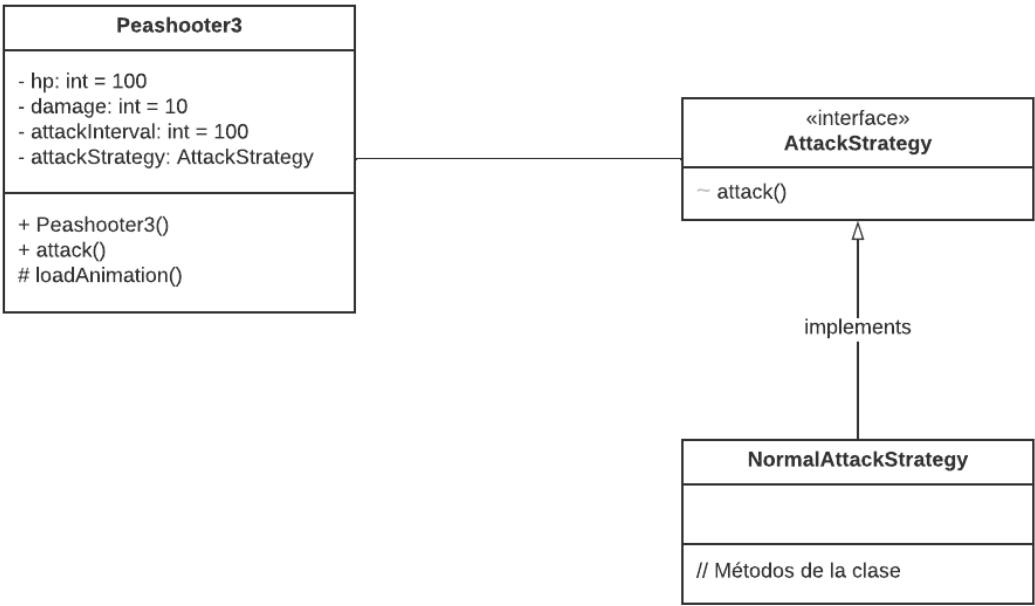 Peashooter3
- hp: int = 100
- damage: int = 10
- attackInterval: int = 100
- attackStrategy: AttackStrategy
+ Peashooter3()
+ attack()
# loadAnimation()
«interface»
AttackStrategy
~ attack()
implements
NormalAttackStrategy
// Métodos de la clase